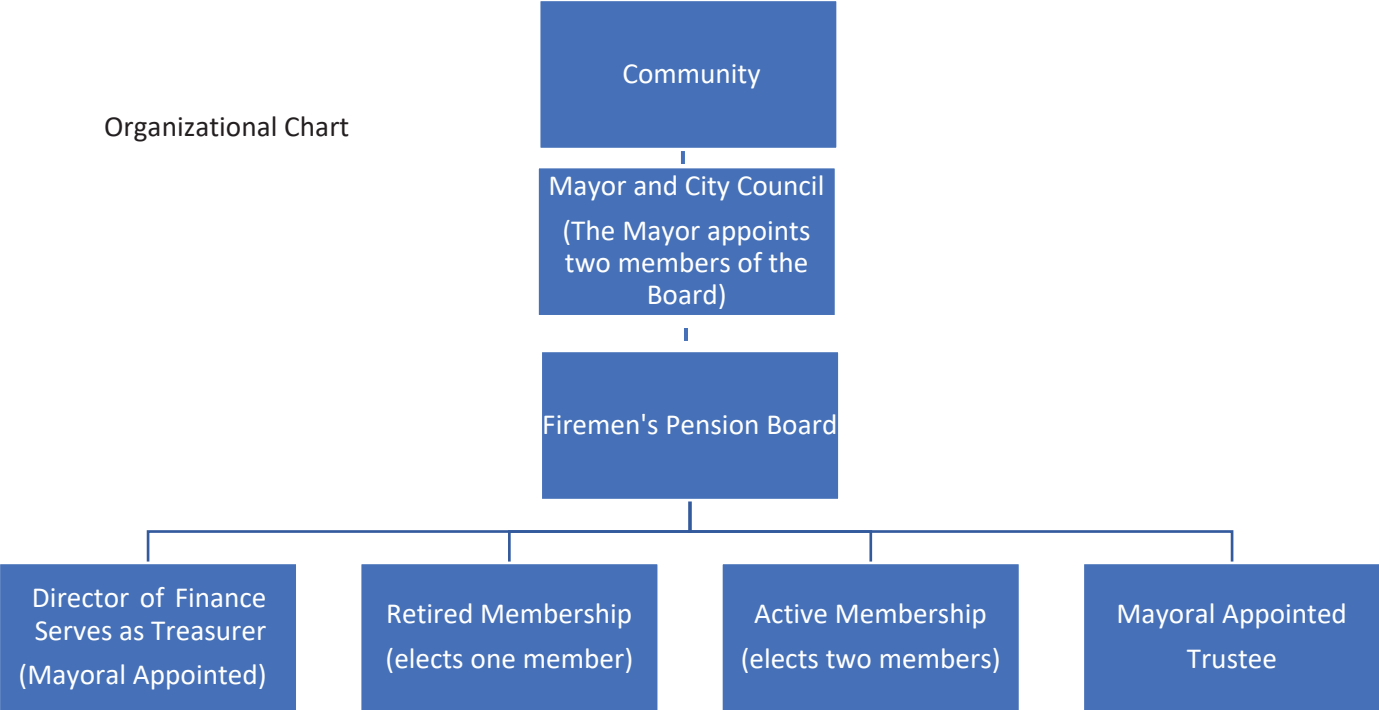 Community
Organizational Chart
Mayor and City Council
(The Mayor appoints
two members of the
Board)
Firemen's Pension Board
Director of Finance
Serves as Treasurer
(Mayoral Appointed)
Retired Membership
(elects one member)
Active Membership
(elects two members)
Mayoral Appointed
Trustee